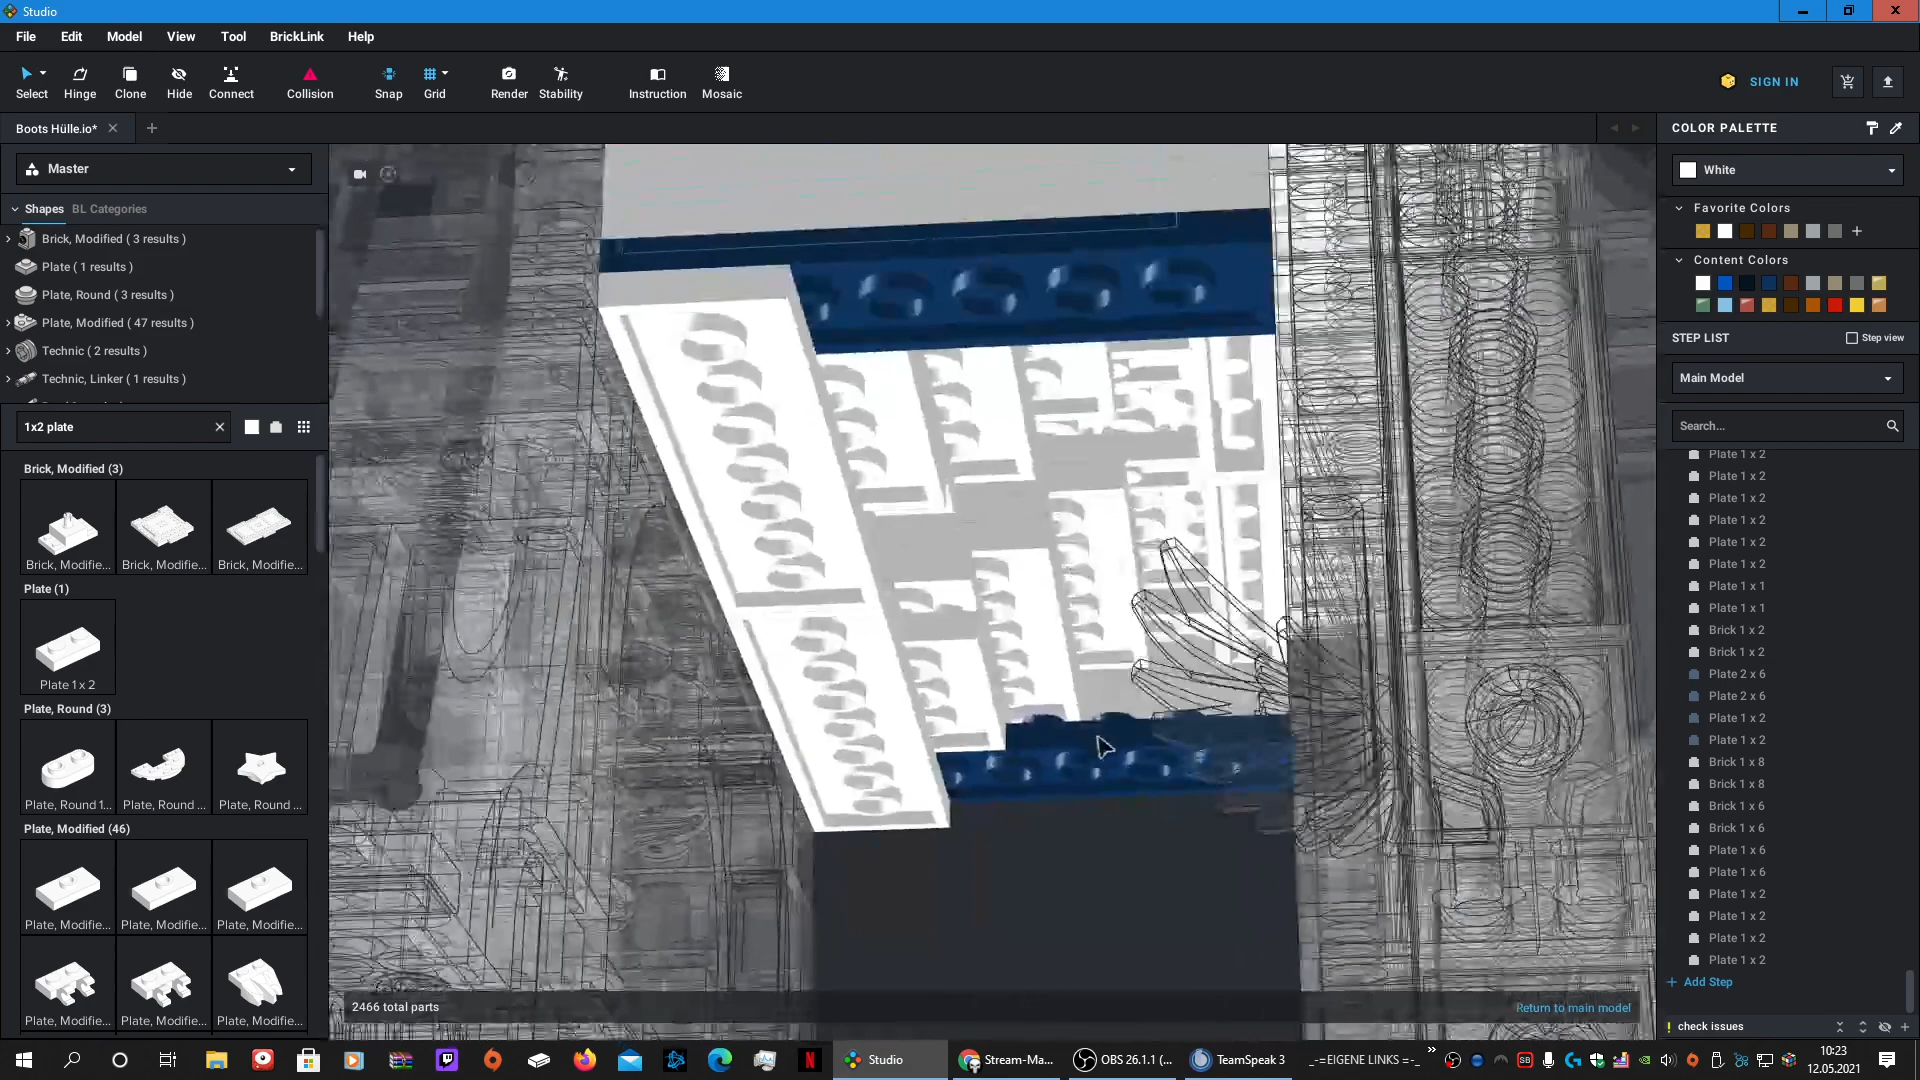 Studio
File Edit Model View Tool BrickLink Help
Select Hinge Clone Hide Connect Collision Snap Grid Render Stability Instruction Mosaic
SIGN IN
Boots Hülle.io*
COLOR PALETTE
Master
White
Shapes BL Categories
Favorite Colors
Brick, Modified ( 3 results )
Plate ( 1 results )
Content Colors
Plate, Round ( 3 results )
Plate, Modified ( 47 results )
STEP LIST Step view
Technic ( 2 results )
Technic, Linker ( 1 results )
Main Model
1x2 plate
Search...
Brick, Modified (3)
Brick, Modifie... Brick, Modifie... Brick, Modifie...
Plate (1)
Plate 1 x 2
Plate, Round (3)
Plate, Round 1... Plate, Round ... Plate, Round ...
Plate, Modified (46)
Plate, Modifie... Plate, Modifie... Plate, Modifie...
Plate, Modifie... Plate, Modifie... Plate, Modifie...
Plate 1 x 2
Plate 1 x 2
Plate 1 x 2
Plate 1 x 2
Plate 1 x 2
Plate 1 x 2
Plate 1 x 1
Plate 1 x 1
Brick 1 x 2
Brick 1 x 2
Plate 2 x 6
Plate 2 x 6
Plate 1 x 2
Plate 1 x 2
Brick 1 x 8
Brick 1 x 8
Brick 1 x 6
Brick 1 x 6
Plate 1 x 6
Plate 1 x 6
Plate 1 x 2
Plate 1 x 2
Plate 1 x 2
Plate 1 x 2
+ Add Step
2466 total parts
Return to main model
! check issues
Studio
Stream-Ma...
OBS 26.1.1 (...
TeamSpeak 3
_-=EIGENE LINKS =-_
»
SB
10:23
12.05.2021